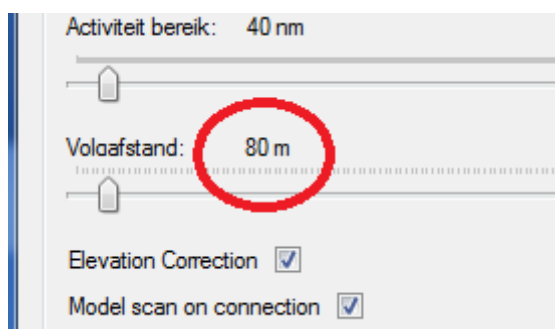 Activiteit bereik: 40 nm
Volgafstand: 80 m
Elevation Correction
Model scan on connection